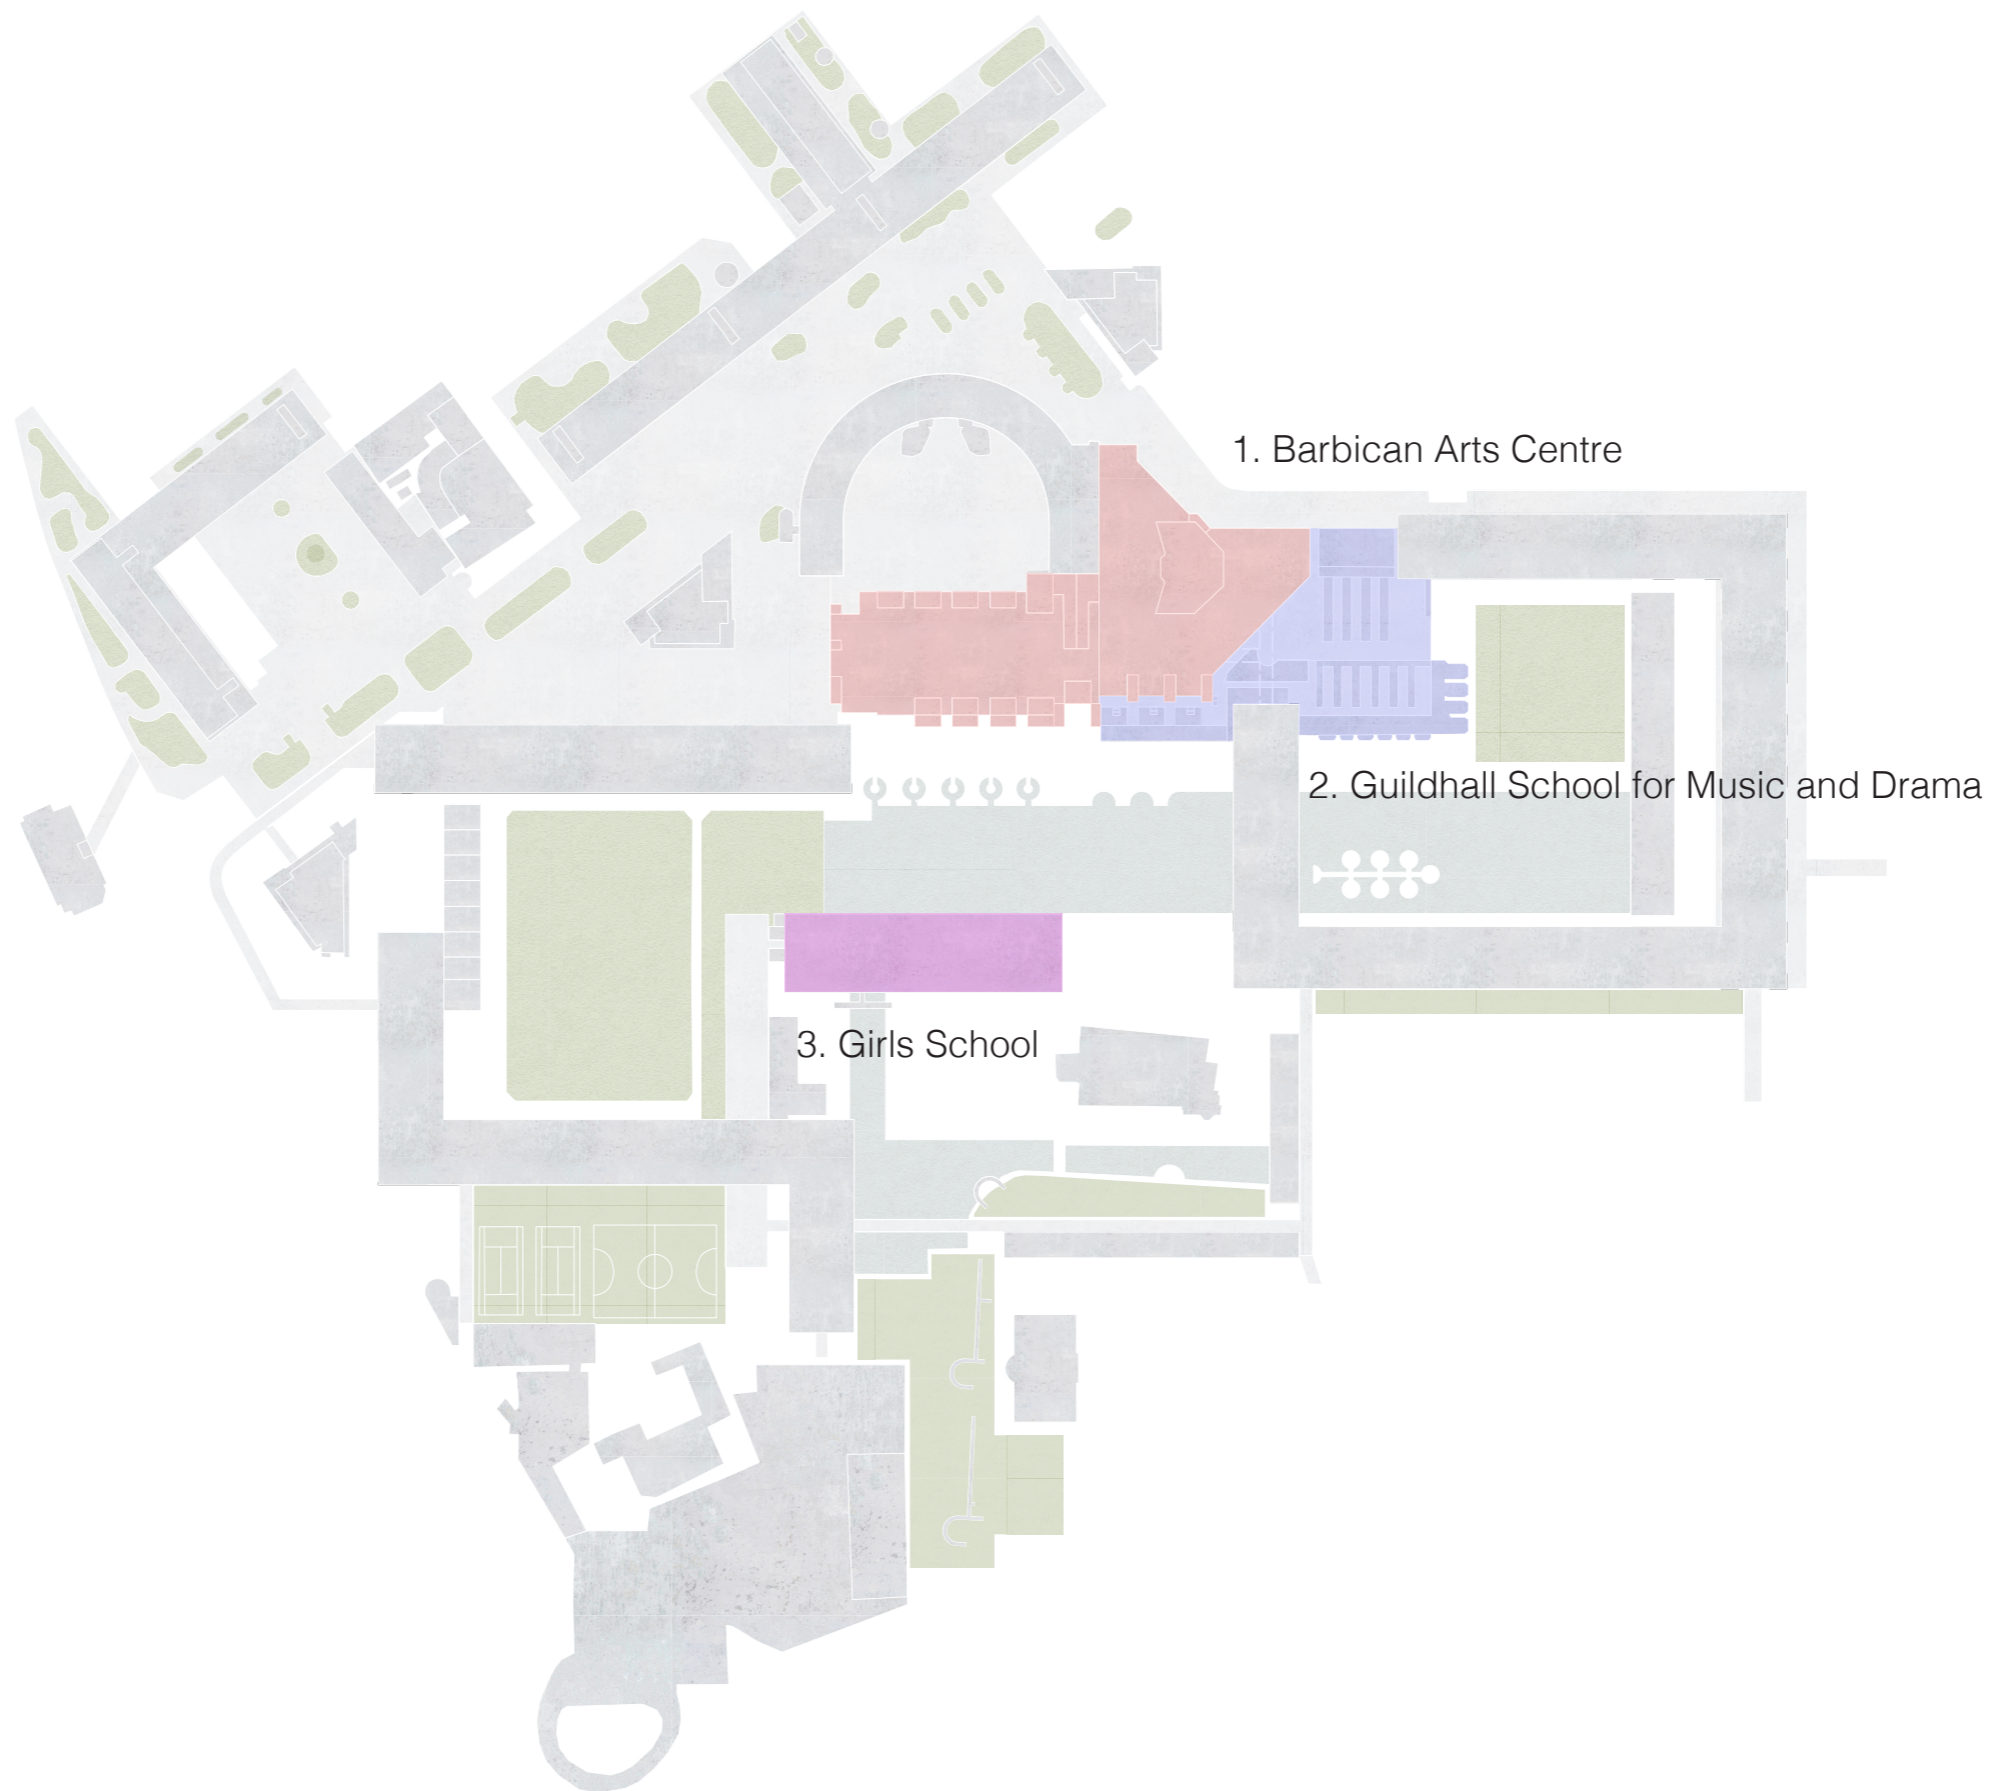 1. Barbican Arts Centre
2. Guildhall School for Music and Drama
3. Girls School